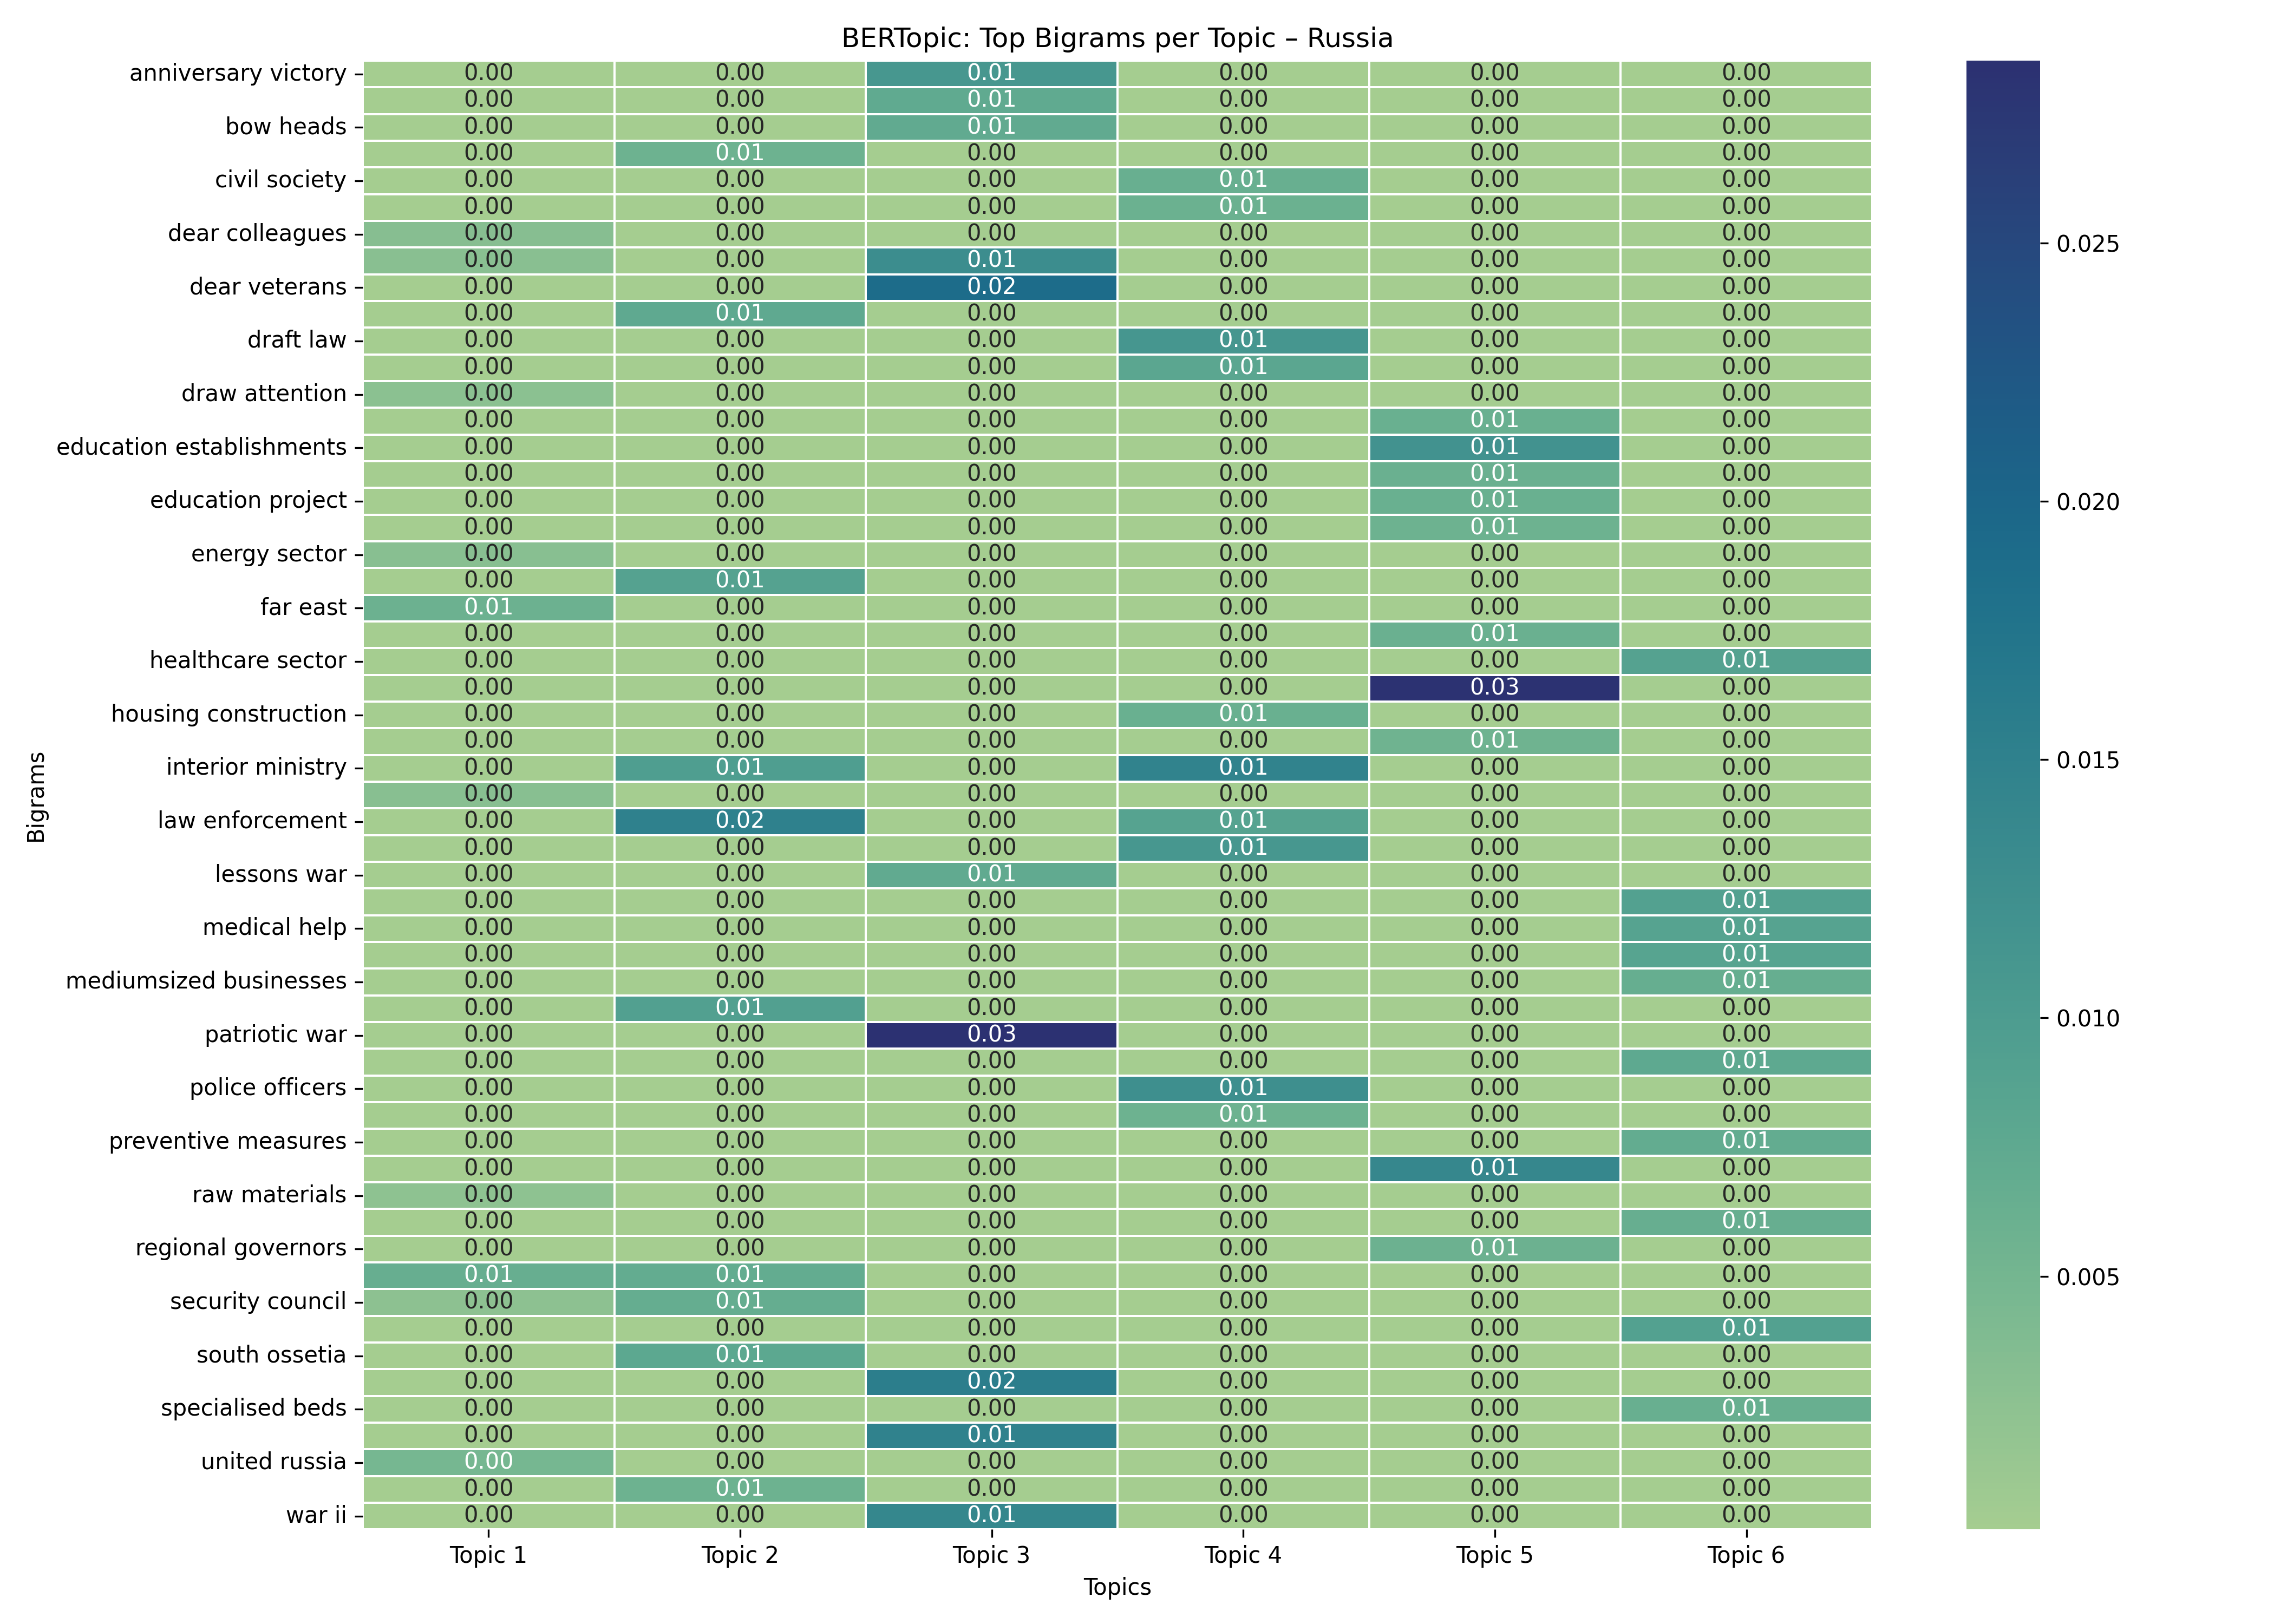 BERTopic: Top Bigrams per Topic – Russia
anniversary victory 0.00 0.00 0.01 0.00 0.00 0.00
0.00 0.00 0.01 0.00 0.00 0.00
bow heads 0.00 0.00 0.01 0.00 0.00 0.00
0.00 0.01 0.00 0.00 0.00 0.00
civil society 0.00 0.00 0.00 0.01 0.00 0.00
0.00 0.00 0.00 0.01 0.00 0.00
dear colleagues 0.00 0.00 0.00 0.00 0.00 0.00
0.00 0.00 0.01 0.00 0.00 0.00
dear veterans 0.00 0.00 0.02 0.00 0.00 0.00
0.00 0.01 0.00 0.00 0.00 0.00
draft law 0.00 0.00 0.00 0.01 0.00 0.00
0.00 0.00 0.00 0.01 0.00 0.00
draw attention 0.00 0.00 0.00 0.00 0.00 0.00
0.00 0.00 0.00 0.00 0.01 0.00
education establishments 0.00 0.00 0.00 0.00 0.01 0.00
0.00 0.00 0.00 0.00 0.01 0.00
education project 0.00 0.00 0.00 0.00 0.01 0.00
0.00 0.00 0.00 0.00 0.01 0.00
energy sector 0.00 0.00 0.00 0.00 0.00 0.00
0.00 0.01 0.00 0.00 0.00 0.00
far east 0.01 0.00 0.00 0.00 0.00 0.00
0.00 0.00 0.00 0.00 0.01 0.00
healthcare sector 0.00 0.00 0.00 0.00 0.00 0.01
0.00 0.00 0.00 0.00 0.03 0.00
housing construction 0.00 0.00 0.00 0.01 0.00 0.00
0.00 0.00 0.00 0.00 0.01 0.00
interior ministry 0.00 0.01 0.00 0.01 0.00 0.00
0.00 0.00 0.00 0.00 0.00 0.00
law enforcement 0.00 0.02 0.00 0.01 0.00 0.00
0.00 0.00 0.00 0.01 0.00 0.00
lessons war 0.00 0.00 0.01 0.00 0.00 0.00
0.00 0.00 0.00 0.00 0.00 0.01
medical help 0.00 0.00 0.00 0.00 0.00 0.01
0.00 0.00 0.00 0.00 0.00 0.01
mediumsized businesses 0.00 0.00 0.00 0.00 0.00 0.01
0.00 0.01 0.00 0.00 0.00 0.00
patriotic war 0.00 0.00 0.03 0.00 0.00 0.00
0.00 0.00 0.00 0.00 0.00 0.01
police officers 0.00 0.00 0.00 0.01 0.00 0.00
0.00 0.00 0.00 0.01 0.00 0.00
preventive measures 0.00 0.00 0.00 0.00 0.00 0.01
0.00 0.00 0.00 0.00 0.01 0.00
raw materials 0.00 0.00 0.00 0.00 0.00 0.00
0.00 0.00 0.00 0.00 0.00 0.01
regional governors 0.00 0.00 0.00 0.00 0.01 0.00
0.01 0.01 0.00 0.00 0.00 0.00
security council 0.00 0.01 0.00 0.00 0.00 0.00
0.00 0.00 0.00 0.00 0.00 0.01
south ossetia 0.00 0.01 0.00 0.00 0.00 0.00
0.00 0.00 0.02 0.00 0.00 0.00
specialised beds 0.00 0.00 0.00 0.00 0.00 0.01
0.00 0.00 0.01 0.00 0.00 0.00
united russia 0.00 0.00 0.00 0.00 0.00 0.00
0.00 0.01 0.00 0.00 0.00 0.00
war ii 0.00 0.00 0.01 0.00 0.00 0.00
Topic 1 Topic 2 Topic 3 Topic 4 Topic 5 Topic 6
Topics
Bigrams
0.025
0.020
0.015
0.010
0.005